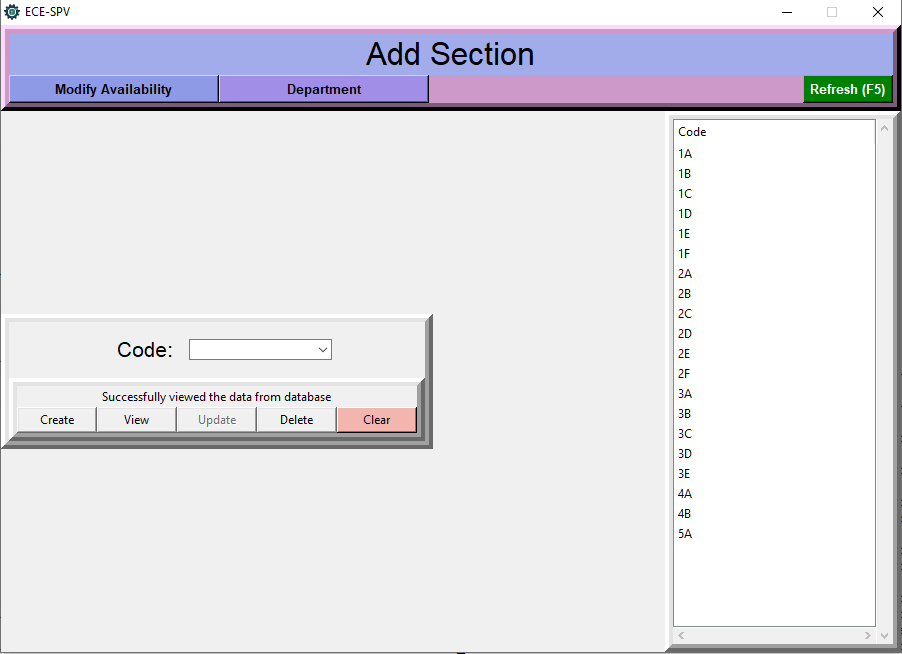 ECE-SPV
Add Section
Modify Availability Department Refresh (F5)
Code:
Successfully viewed the data from database
Create View Update Delete Clear
Code
1A
1B
1C
1D
1E
1F
2A
2B
2C
2D
2E
2F
3A
3B
3C
3D
3E
4A
4B
5A